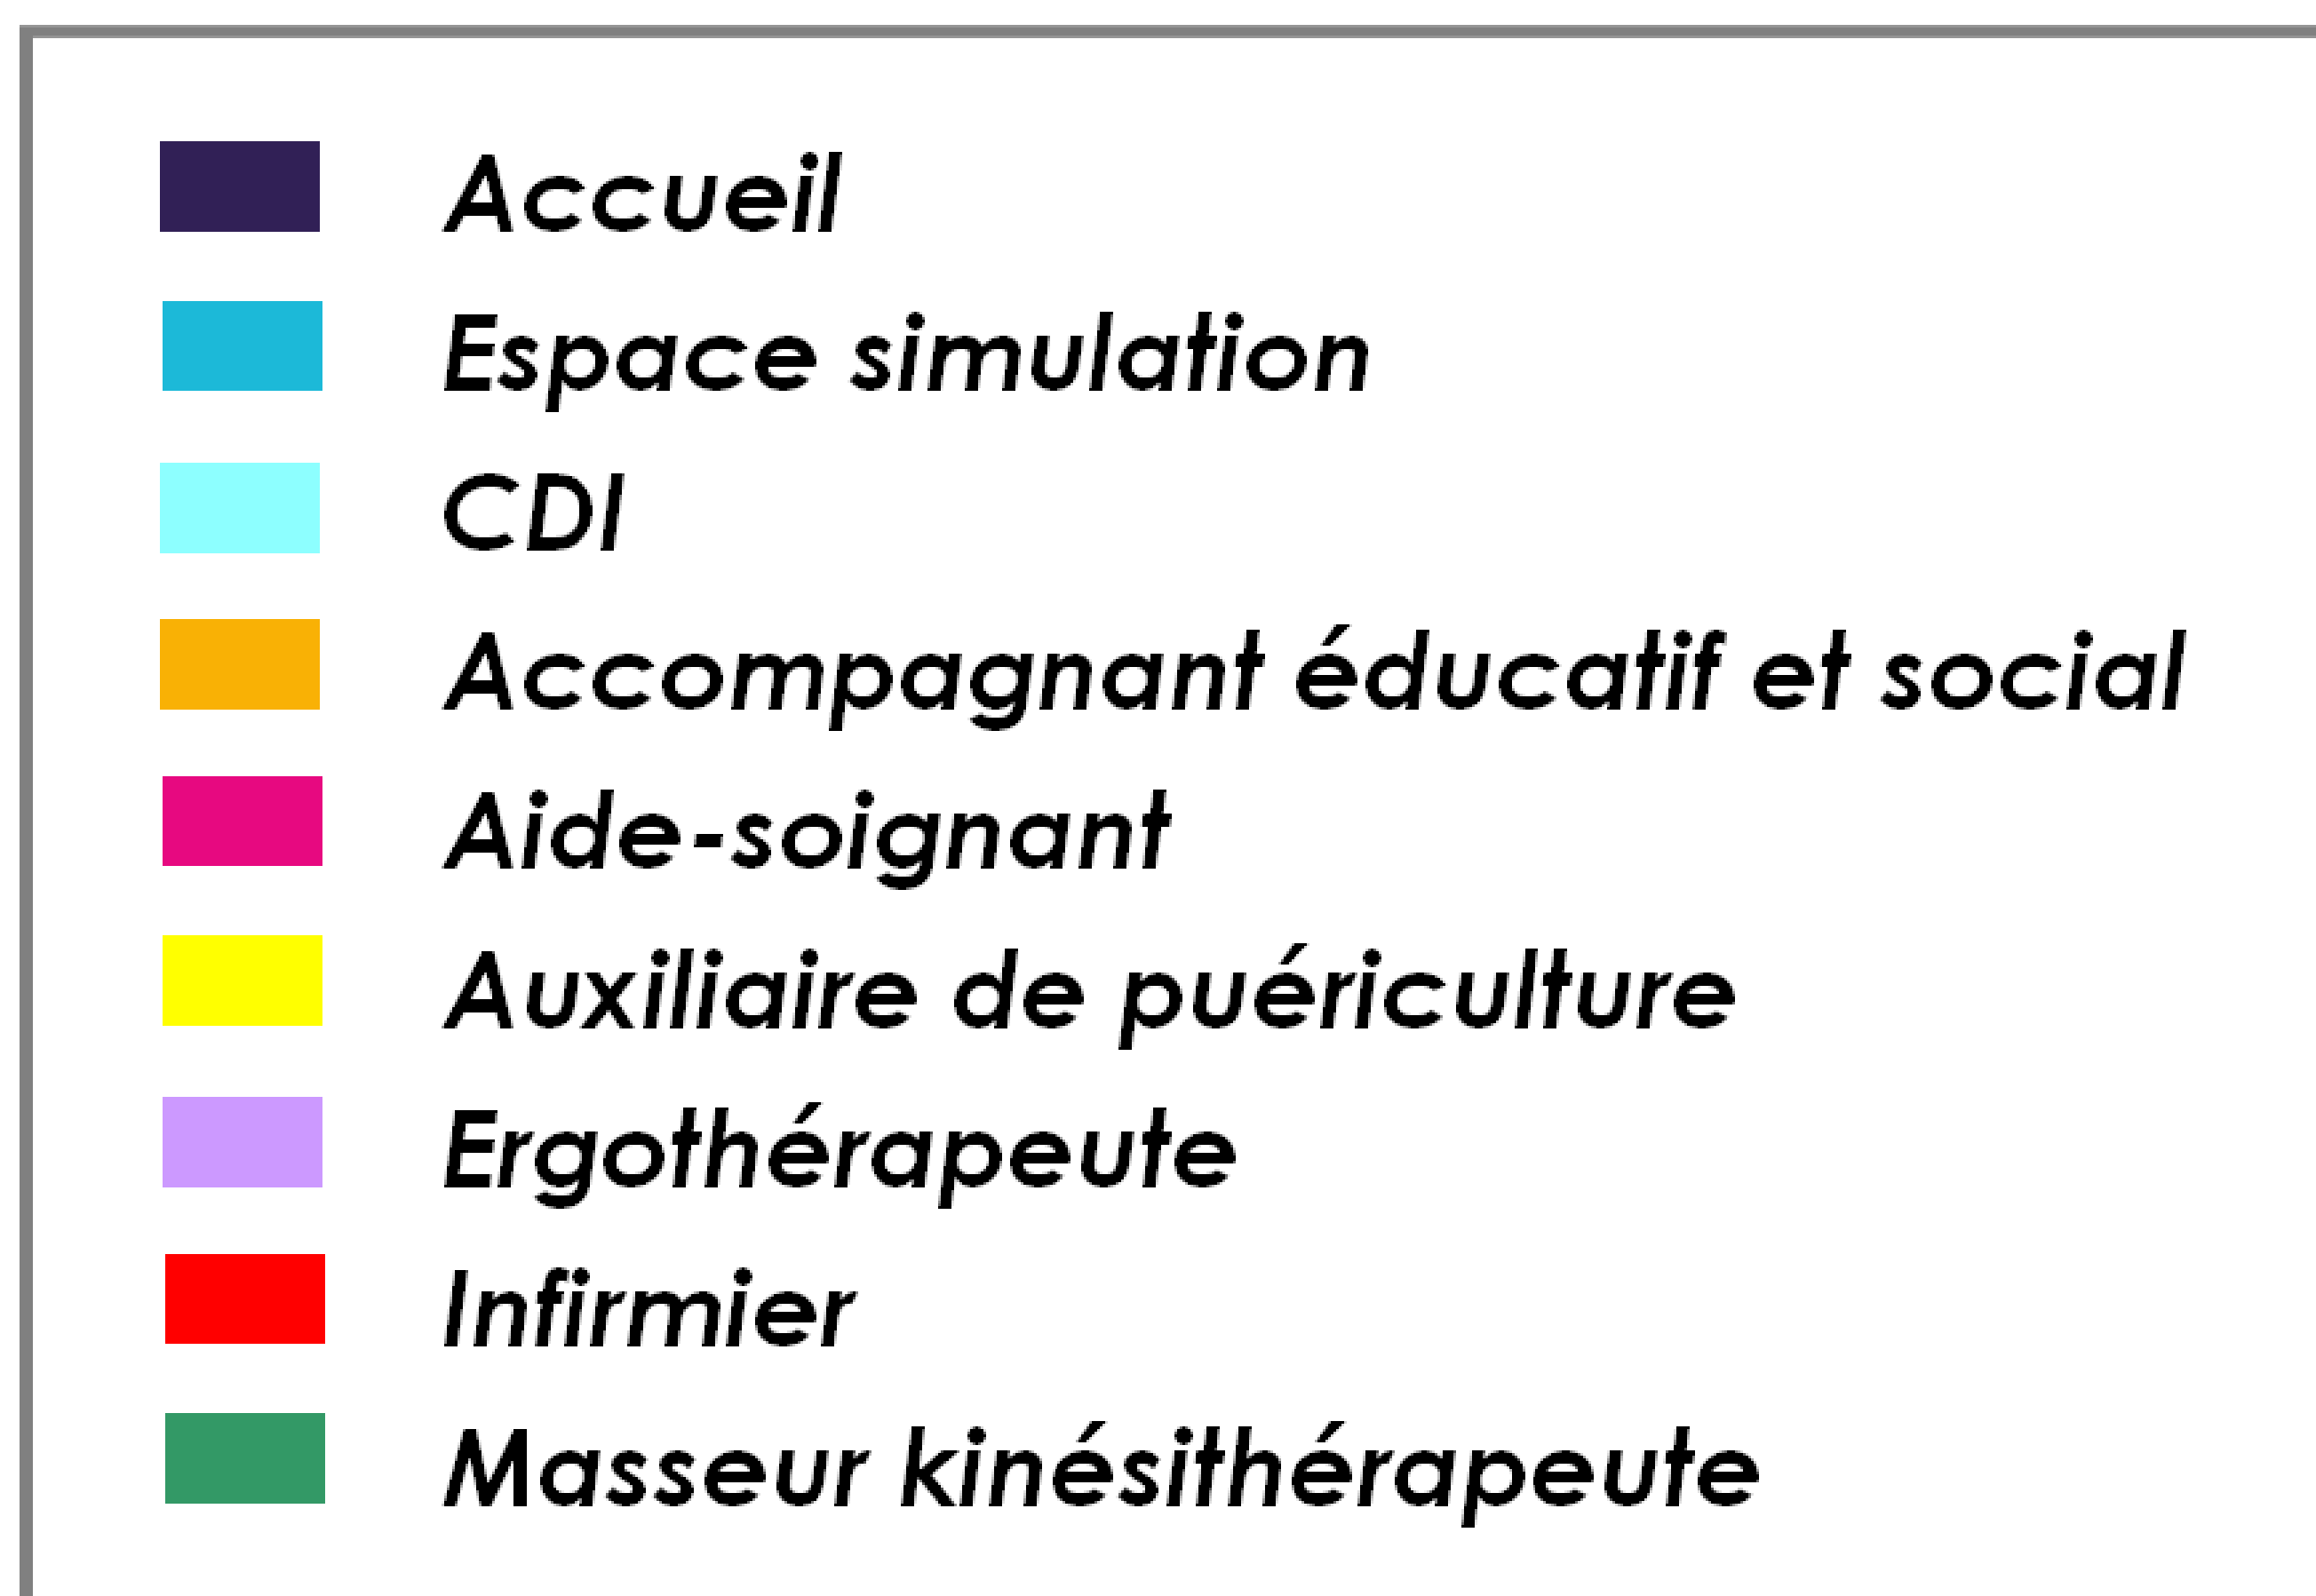 Accueil
Espace simulation
CDI
Accompagnant éducatif et social
Aide-soignant
Auxiliaire de puériculture
Ergothérapeute
Infirmier
Masseur kinésithérapeute